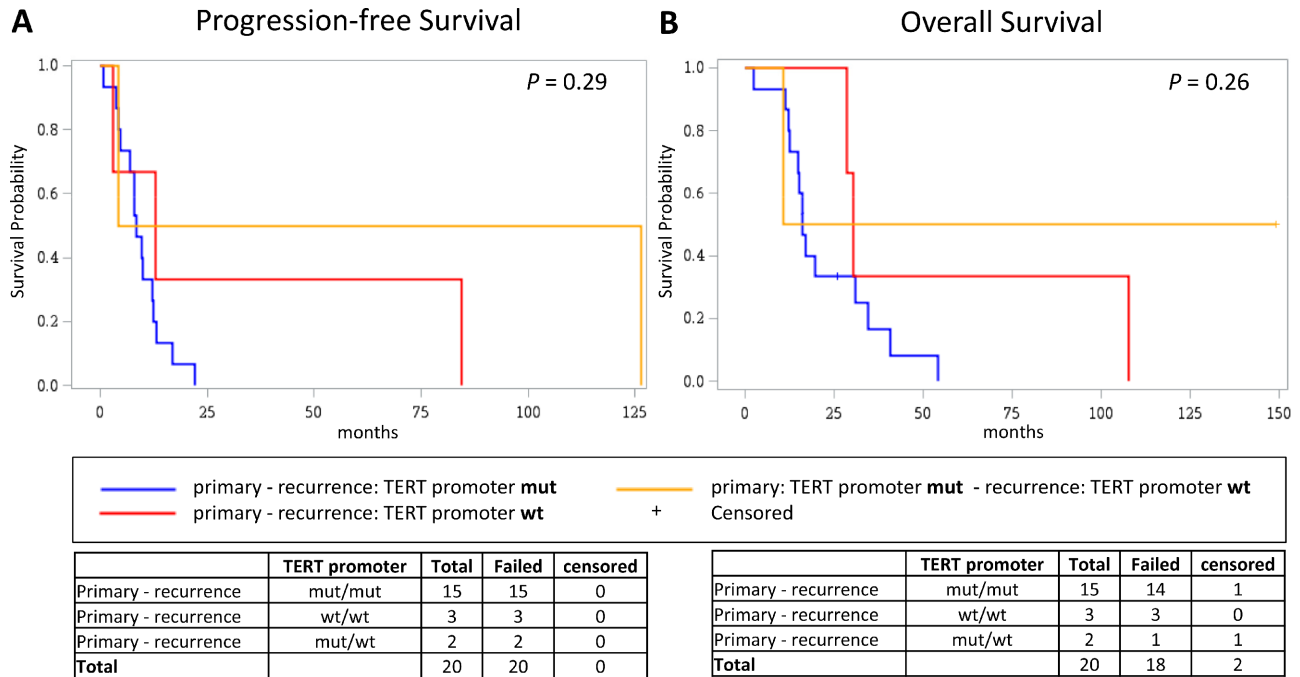 A Progression-free Survival
P = 0.29
Survival Probability
1.0
0.8
0.6
0.4
0.2
0.0
0 25 50 75 100 125
months
B Overall Survival
P = 0.26
Survival Probability
1.0
0.8
0.6
0.4
0.2
0.0
0 25 50 75 100 125 150
months
primary - recurrence: TERT promoter mut
primary - recurrence: TERT promoter wt
primary: TERT promoter mut - recurrence: TERT promoter wt
+ Censored
TERT promoter Total Failed censored
Primary - recurrence mut/mut 15 15 0
Primary - recurrence wt/wt 3 3 0
Primary - recurrence mut/wt 2 2 0
Total 20 20 0
TERT promoter Total Failed censored
Primary - recurrence mut/mut 15 14 1
Primary - recurrence wt/wt 3 3 0
Primary - recurrence mut/wt 2 1 1
Total 20 18 2